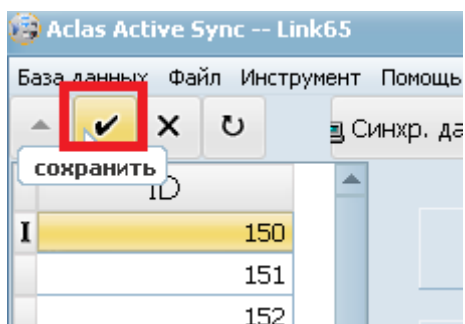 Aclas Active Sync -- Link65
База данных Файл Инструмент Помощь
Синхр. да
сохранить
ID
I 150
151
152